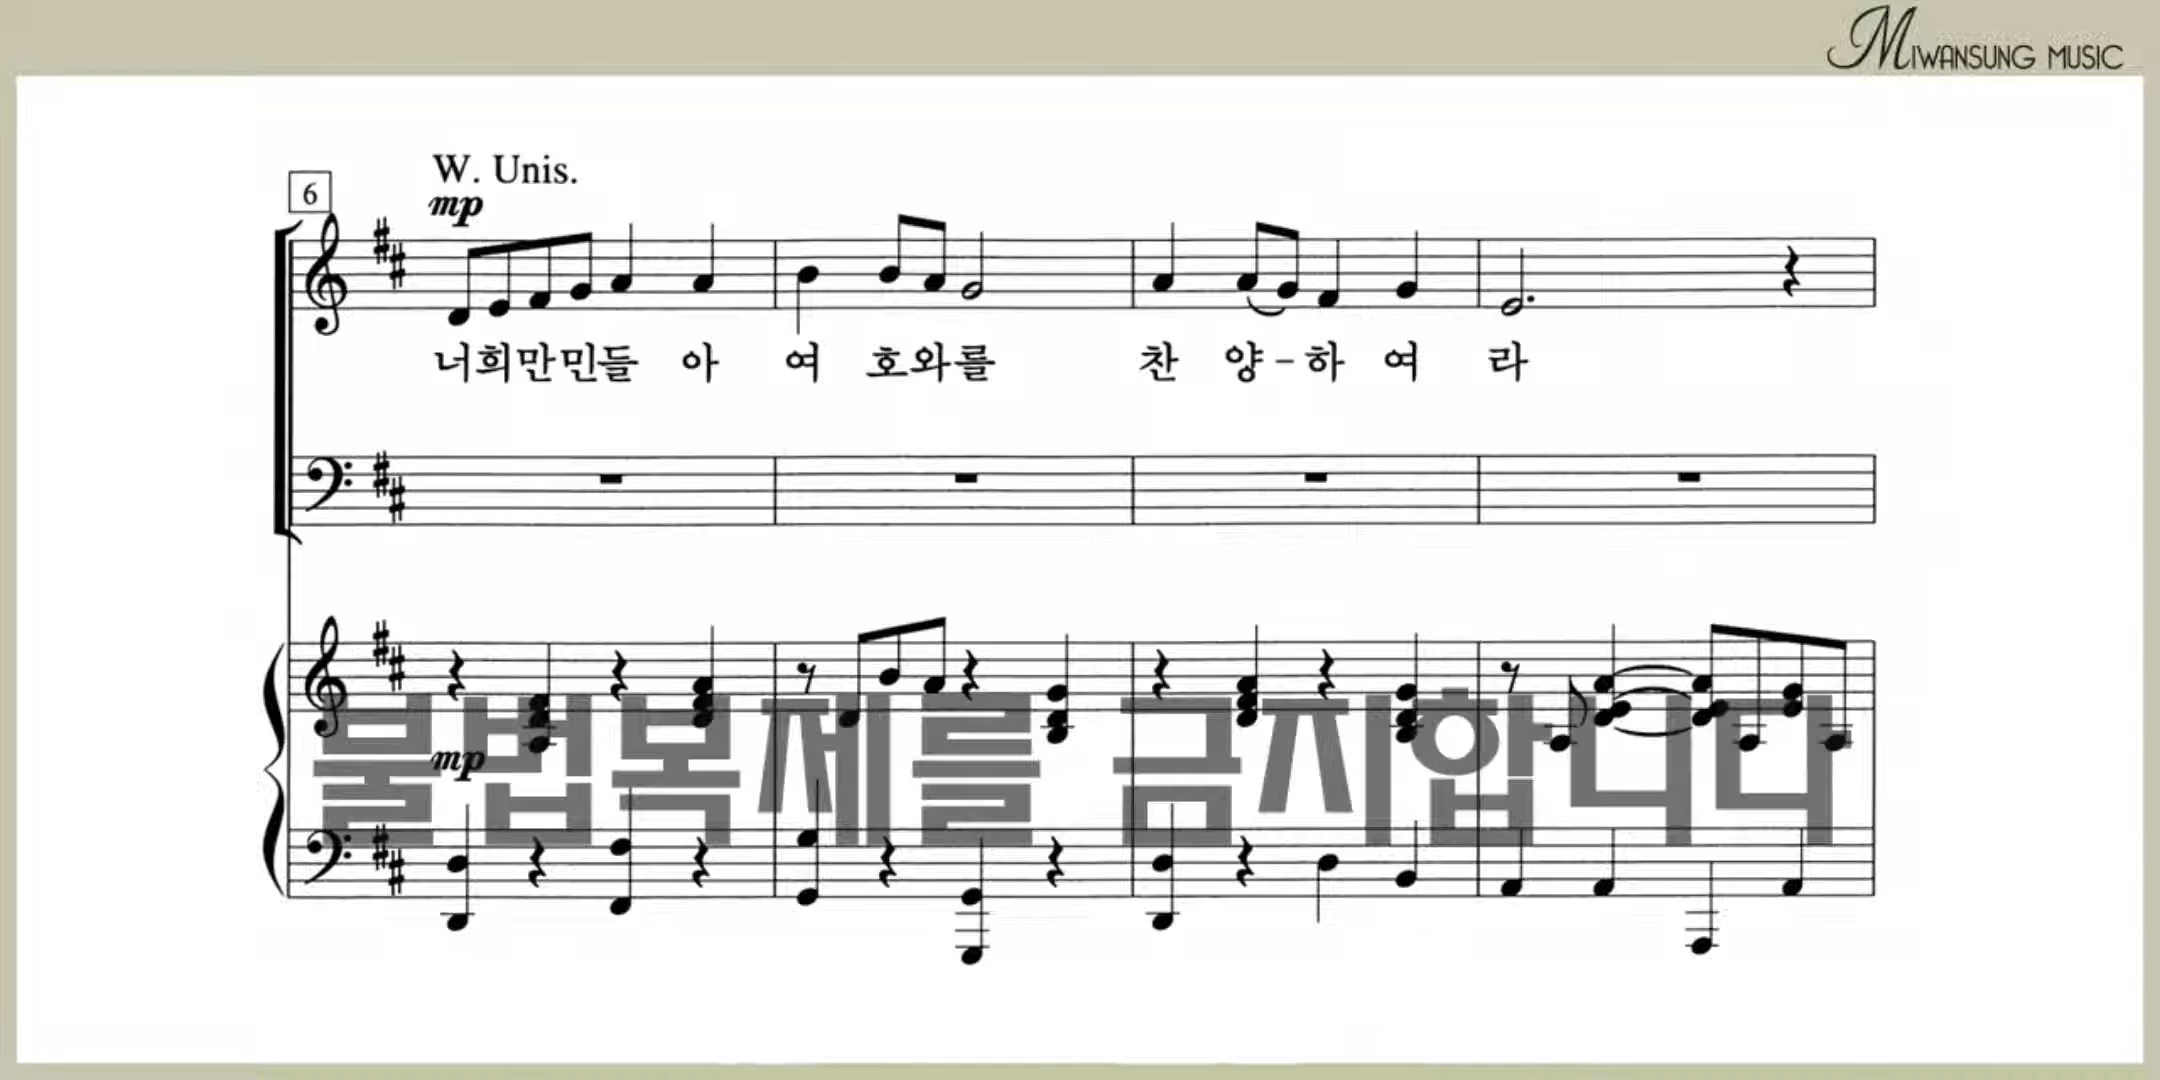 MIWANSUNG MUSIC
W. Unis.
6
mp
너희만민들 아 여 호와를 찬 양-하 여 라
mp
불법복제를 금지합니다